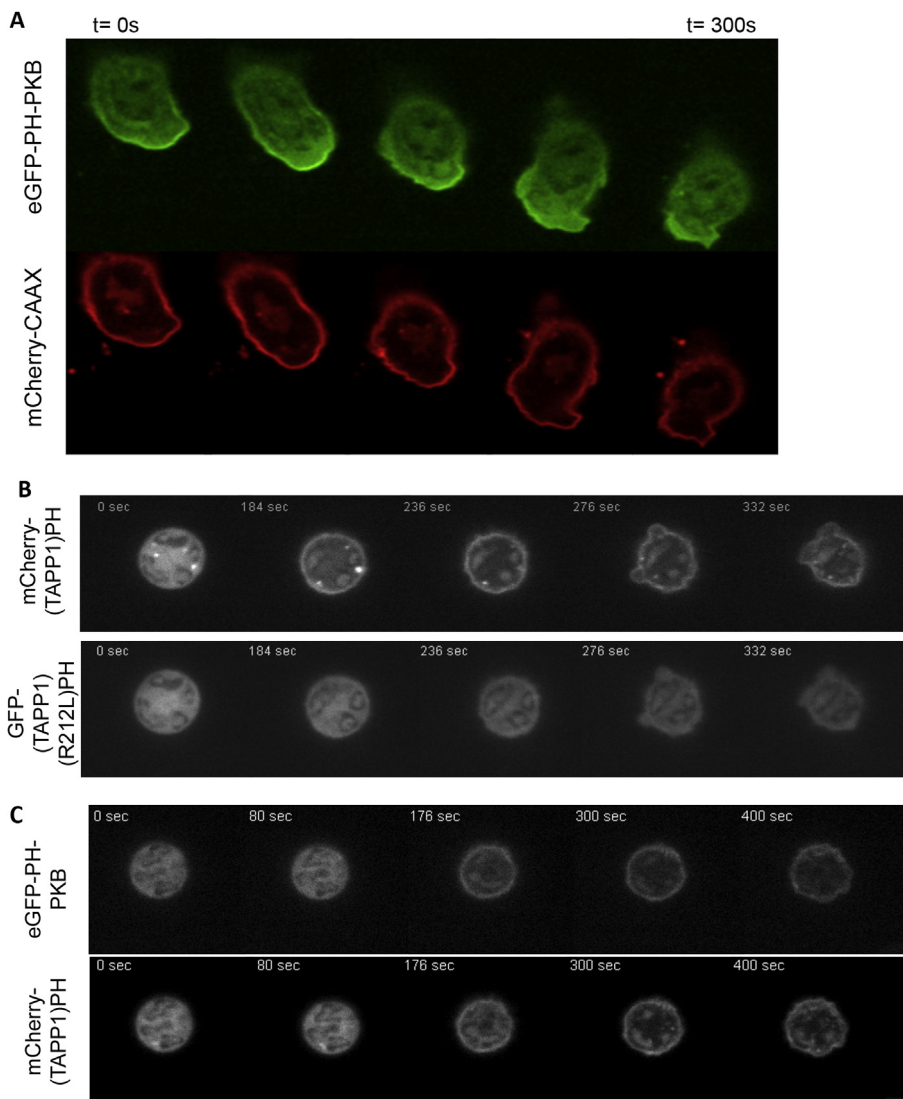 A
t= 0s t= 300s
eGFP-PH-PKB
mCherry-CAAX
B
0 sec 184 sec 236 sec 276 sec 332 sec
mCherry-
(TAPP1)PH
0 sec 184 sec 236 sec 276 sec 332 sec
GFP-
(TAPP1)
(R212L)PH
C
0 sec 80 sec 176 sec 300 sec 400 sec
eGFP-PH-
PKB
0 sec 80 sec 176 sec 300 sec 400 sec
mCherry-
(TAPP1))PH